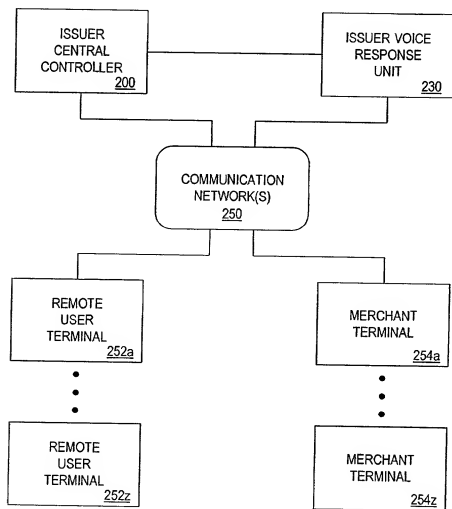 ISSUER
CENTRAL
CONTROLLER
200
ISSUER VOICE
RESPONSE
UNIT
230
COMMUNICATION
NETWORK(S)
250
REMOTE
USER
TERMINAL
252a
MERCHANT
TERMINAL
254a
REMOTE
USER
TERMINAL
252z
MERCHANT
TERMINAL
254z